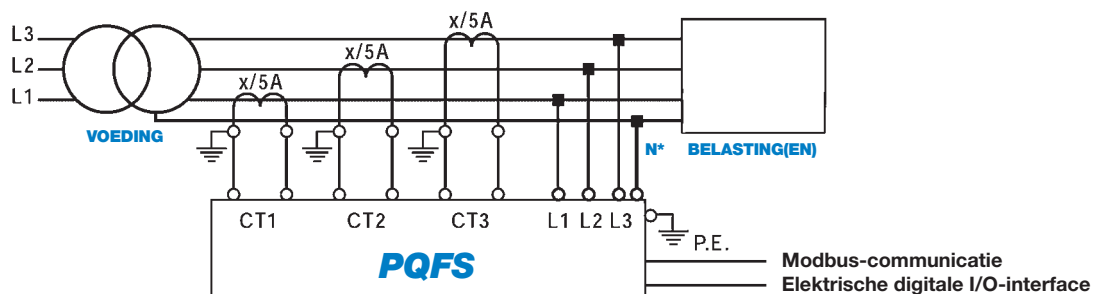 x/5A
L3
x/5A
L2
x/5A
L1
VOEDING
N*
BELASTING(EN)
CT1
CT2
CT3
L1
L2
L3
P.E.
PQFS
Modbus-communicatie
Elektrische digitale I/O-interface